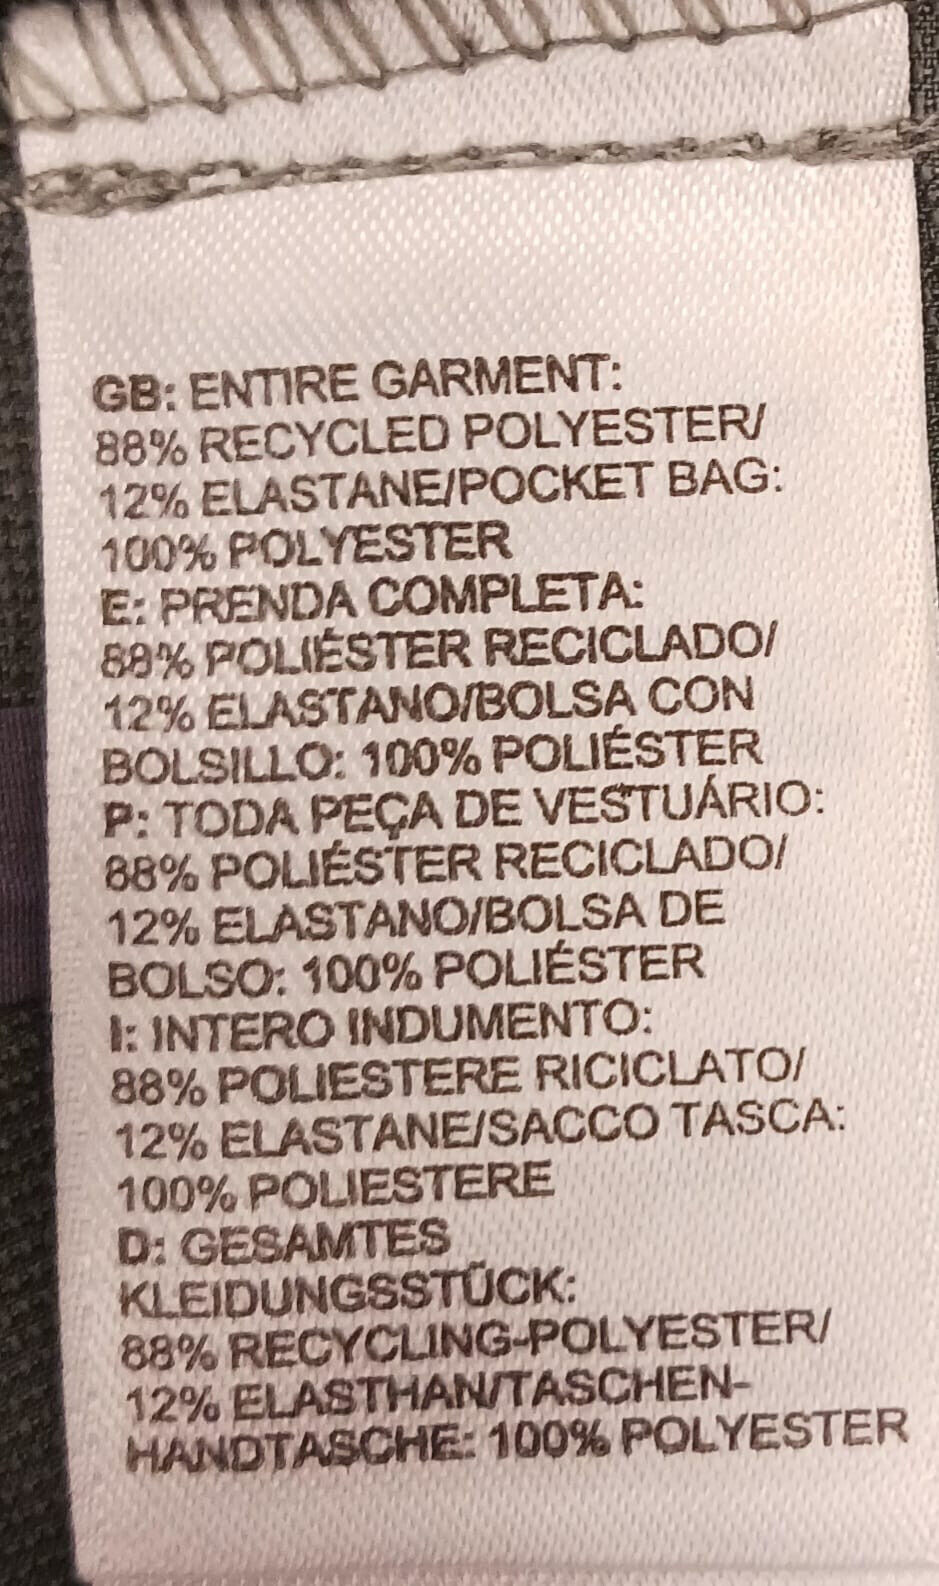 GB: ENTIRE GARMENT:
88% RECYCLED POLYESTER/
12% ELASTANE/POCKET BAG:
100% POLYESTER
E: PRENDA COMPLETA:
88% POLIÉSTER RECICLADO/
12% ELASTANO/BOLSA CON
BOLSILLO: 100% POLIÉSTER
P: TODA PEÇA DE VESTUÁRIO:
88% POLIÉSTER RECICLADO/
12% ELASTANO/BOLSA DE
BOLSO: 100% POLIÉSTER
I: INTERO INDUMENTO:
88% POLIESTERE RICICLATO/
12% ELASTANE/SACCO TASCA:
100% POLIESTERE
D: GESAMTES
KLEIDUNGSSTÜCK:
88% RECYCLING-POLYESTER/
12% ELASTHAN/TASCHEN-
HANDTASCHE: 100% POLYESTER